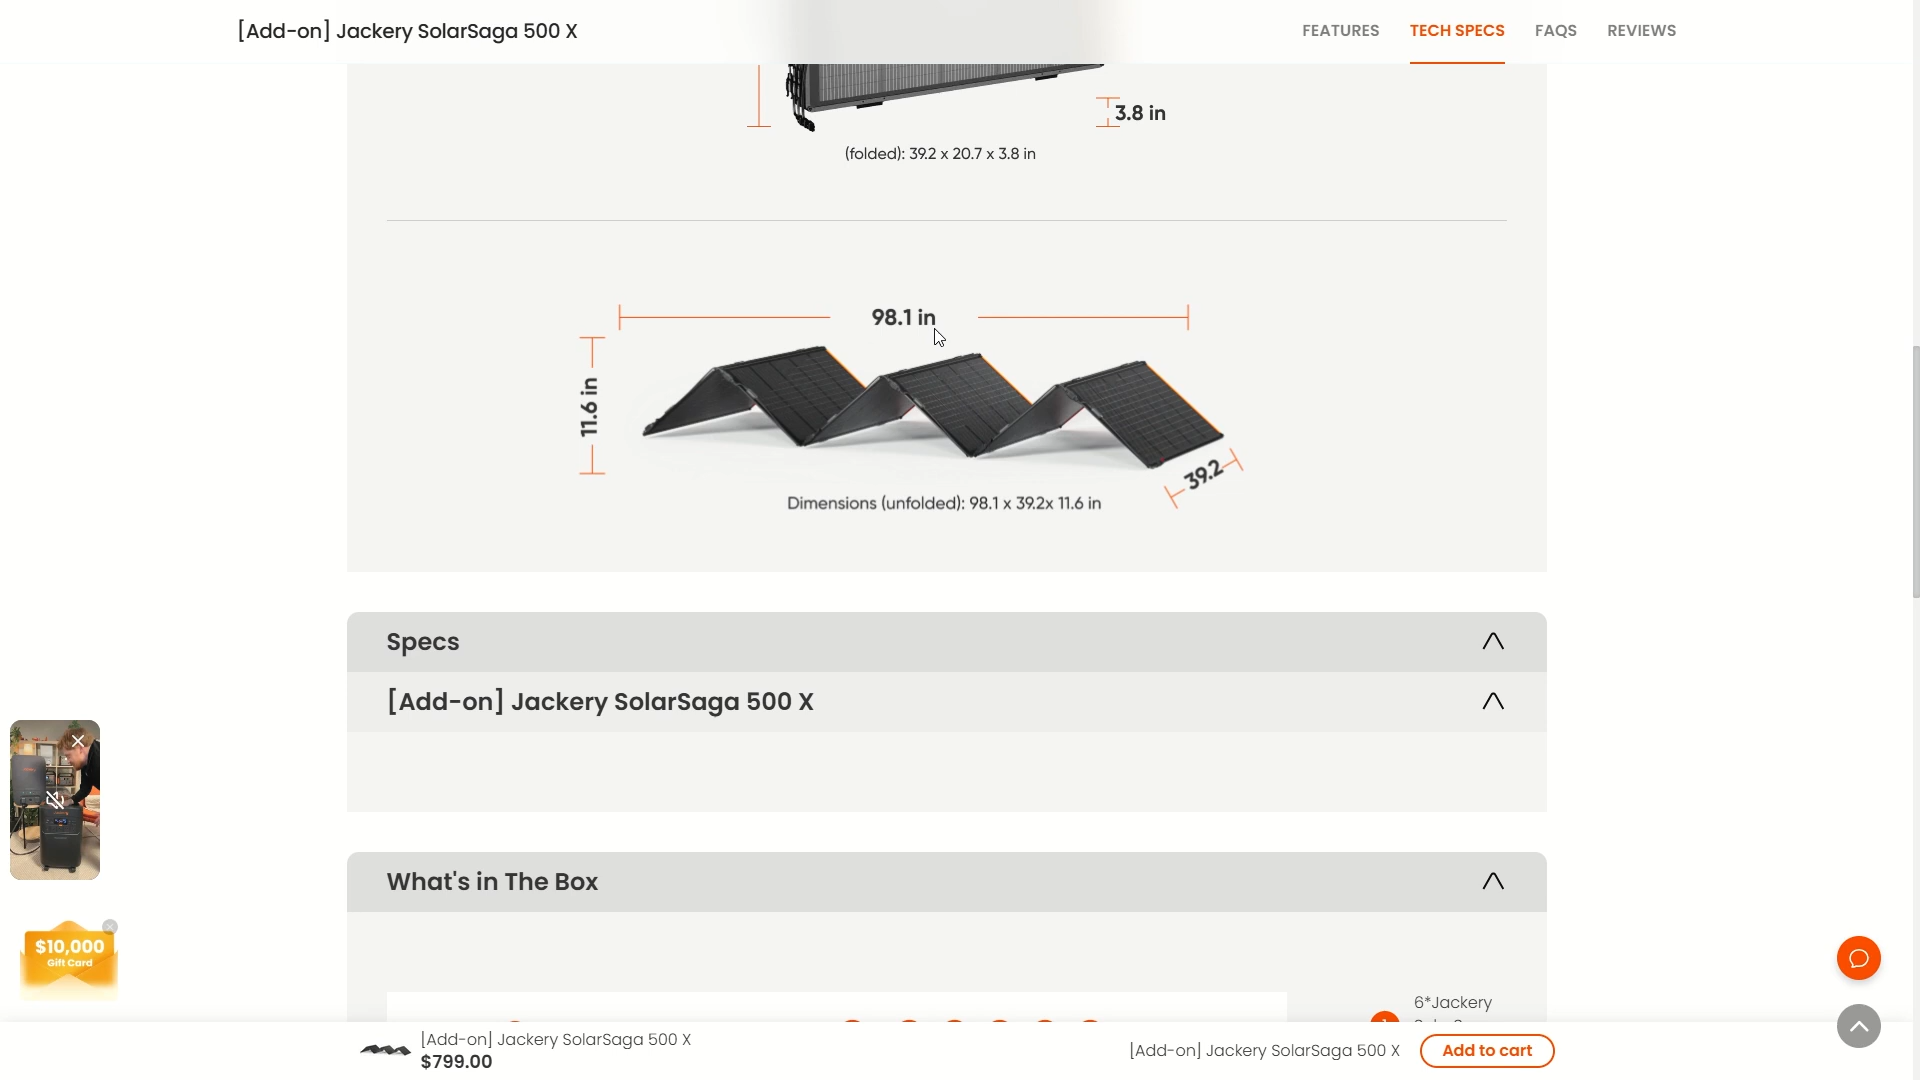 [Add-on] Jackery SolarSaga 500 X
FEATURES
TECH SPECS
FAQS
REVIEWS
3.8 in
(folded): 39.2 x 20.7 x 3.8 in
98.1 in
11.6 in
39.2
Dimensions (unfolded): 98.1 x 39.2x 11.6 in
Specs
[Add-on] Jackery SolarSaga 500 X
What's in The Box
$10,000
Gift Card
6*Jackery
[Add-on] Jackery SolarSaga 500 X
$799.00
[Add-on] Jackery SolarSaga 500 X
Add to cart